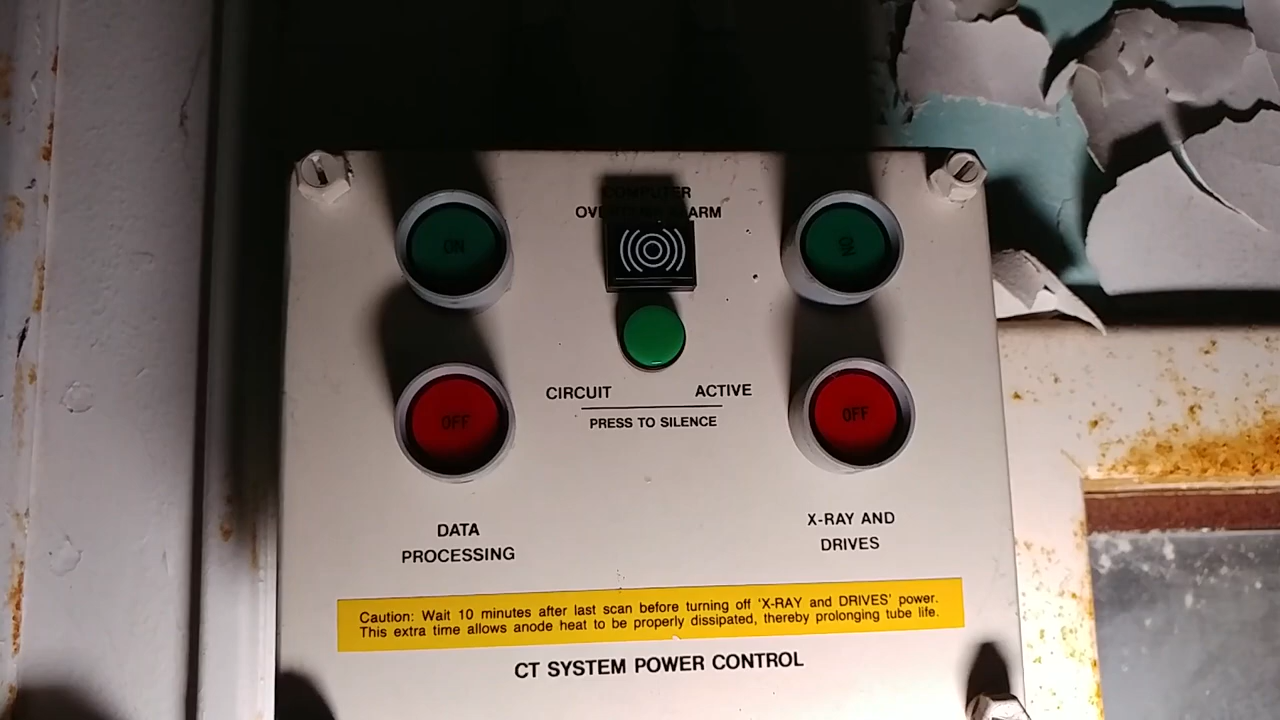 COMPUTER
ALARM
ON
ON
CIRCUIT ACTIVE
PRESS TO SILENCE
OFF
OFF
DATA
PROCESSING
X-RAY AND
DRIVES
Caution: Wait 10 minutes after last scan before turning off 'X-RAY and DRIVES' power.
This extra time allows anode heat to be properly dissipated, thereby prolonging tube life.
CT SYSTEM POWER CONTROL